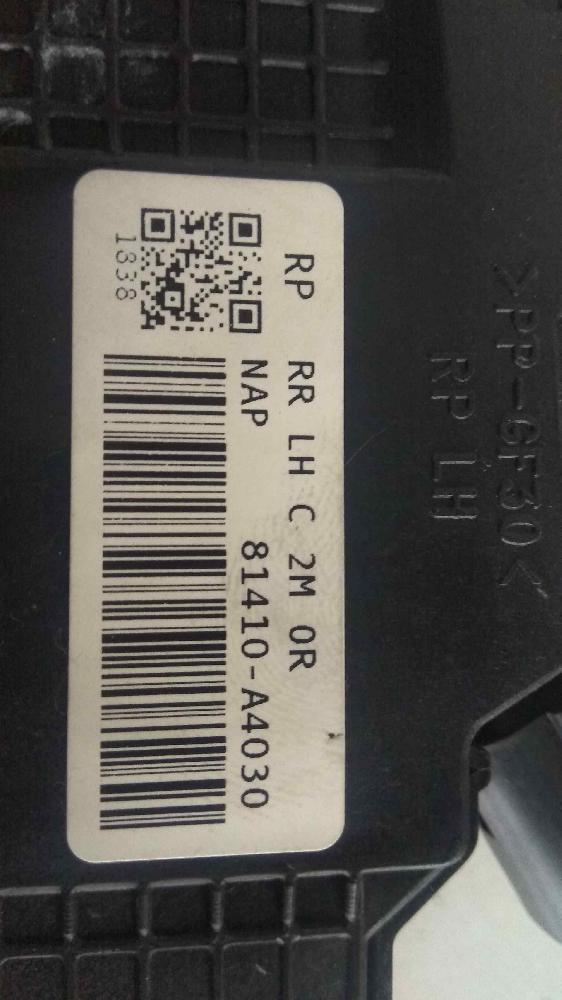 >PP-GF30<
RP LH
RP RR LH C 2M 0R
NAP 81410-A4030
1838